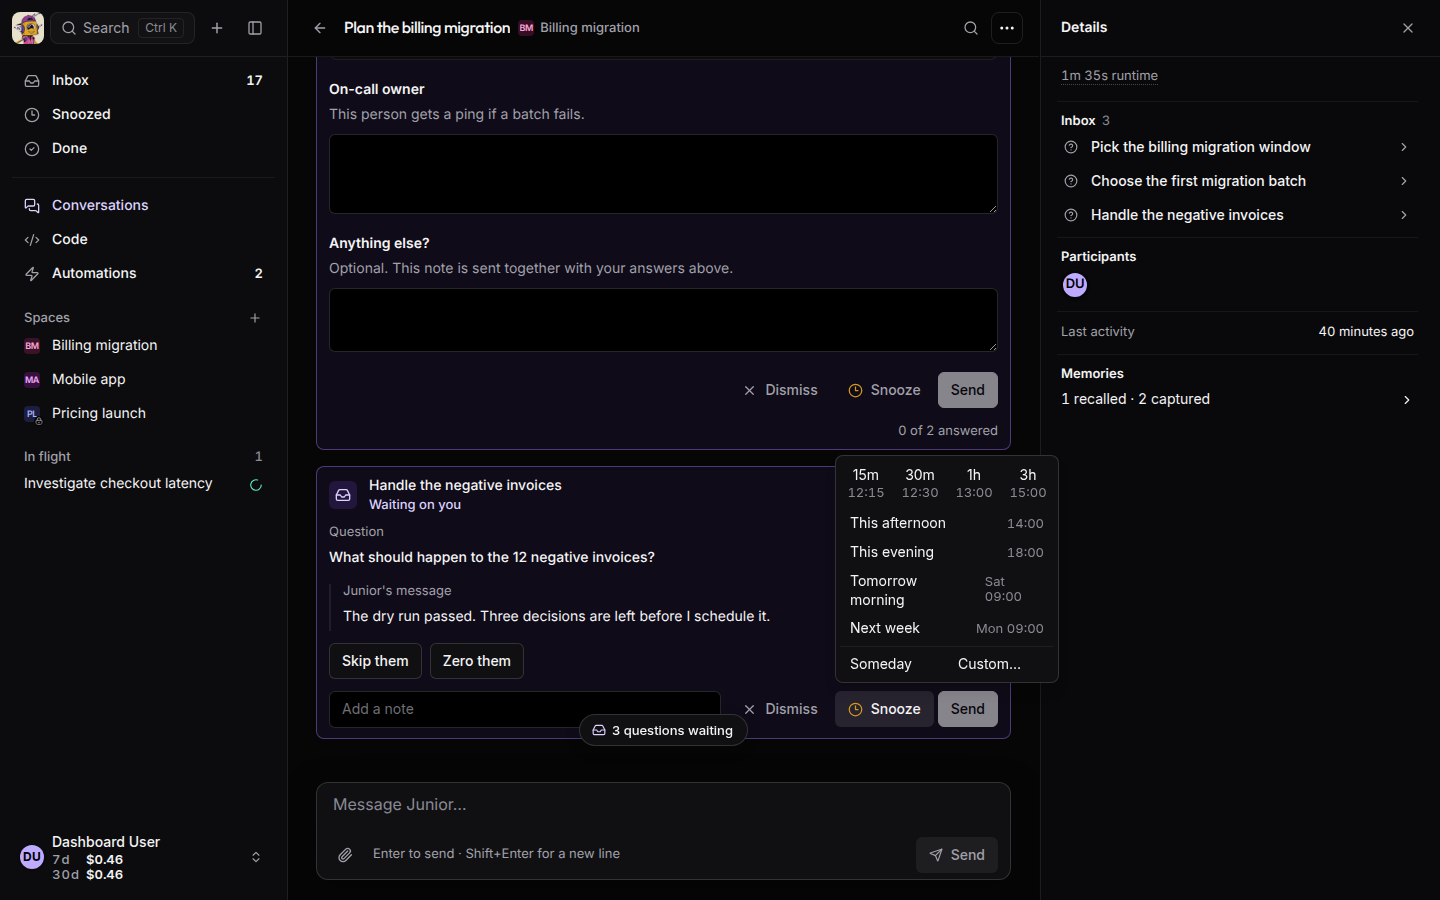 Search Ctrl K
Inbox 17
Snoozed
Done
Conversations
Code
Automations 2
Spaces
BM Billing migration
MA Mobile app
PL Pricing launch
In flight 1
Investigate checkout latency
DU Dashboard User
7d $0.46
30d $0.46
Plan the billing migration BM Billing migration
On-call owner
This person gets a ping if a batch fails.
Anything else?
Optional. This note is sent together with your answers above.
Dismiss Snooze Send
0 of 2 answered
Handle the negative invoices
Waiting on you
Question
What should happen to the 12 negative invoices?
Junior's message
The dry run passed. Three decisions are left before I schedule it.
Skip them Zero them
Add a note Dismiss Snooze Send
3 questions waiting
15m 30m 1h 3h
12:15 12:30 13:00 15:00
This afternoon 14:00
This evening 18:00
Tomorrow morning Sat 09:00
Next week Mon 09:00
Someday Custom...
Message Junior...
Enter to send · Shift+Enter for a new line Send
Details
1m 35s runtime
Inbox 3
Pick the billing migration window
Choose the first migration batch
Handle the negative invoices
Participants
DU
Last activity 40 minutes ago
Memories
1 recalled · 2 captured